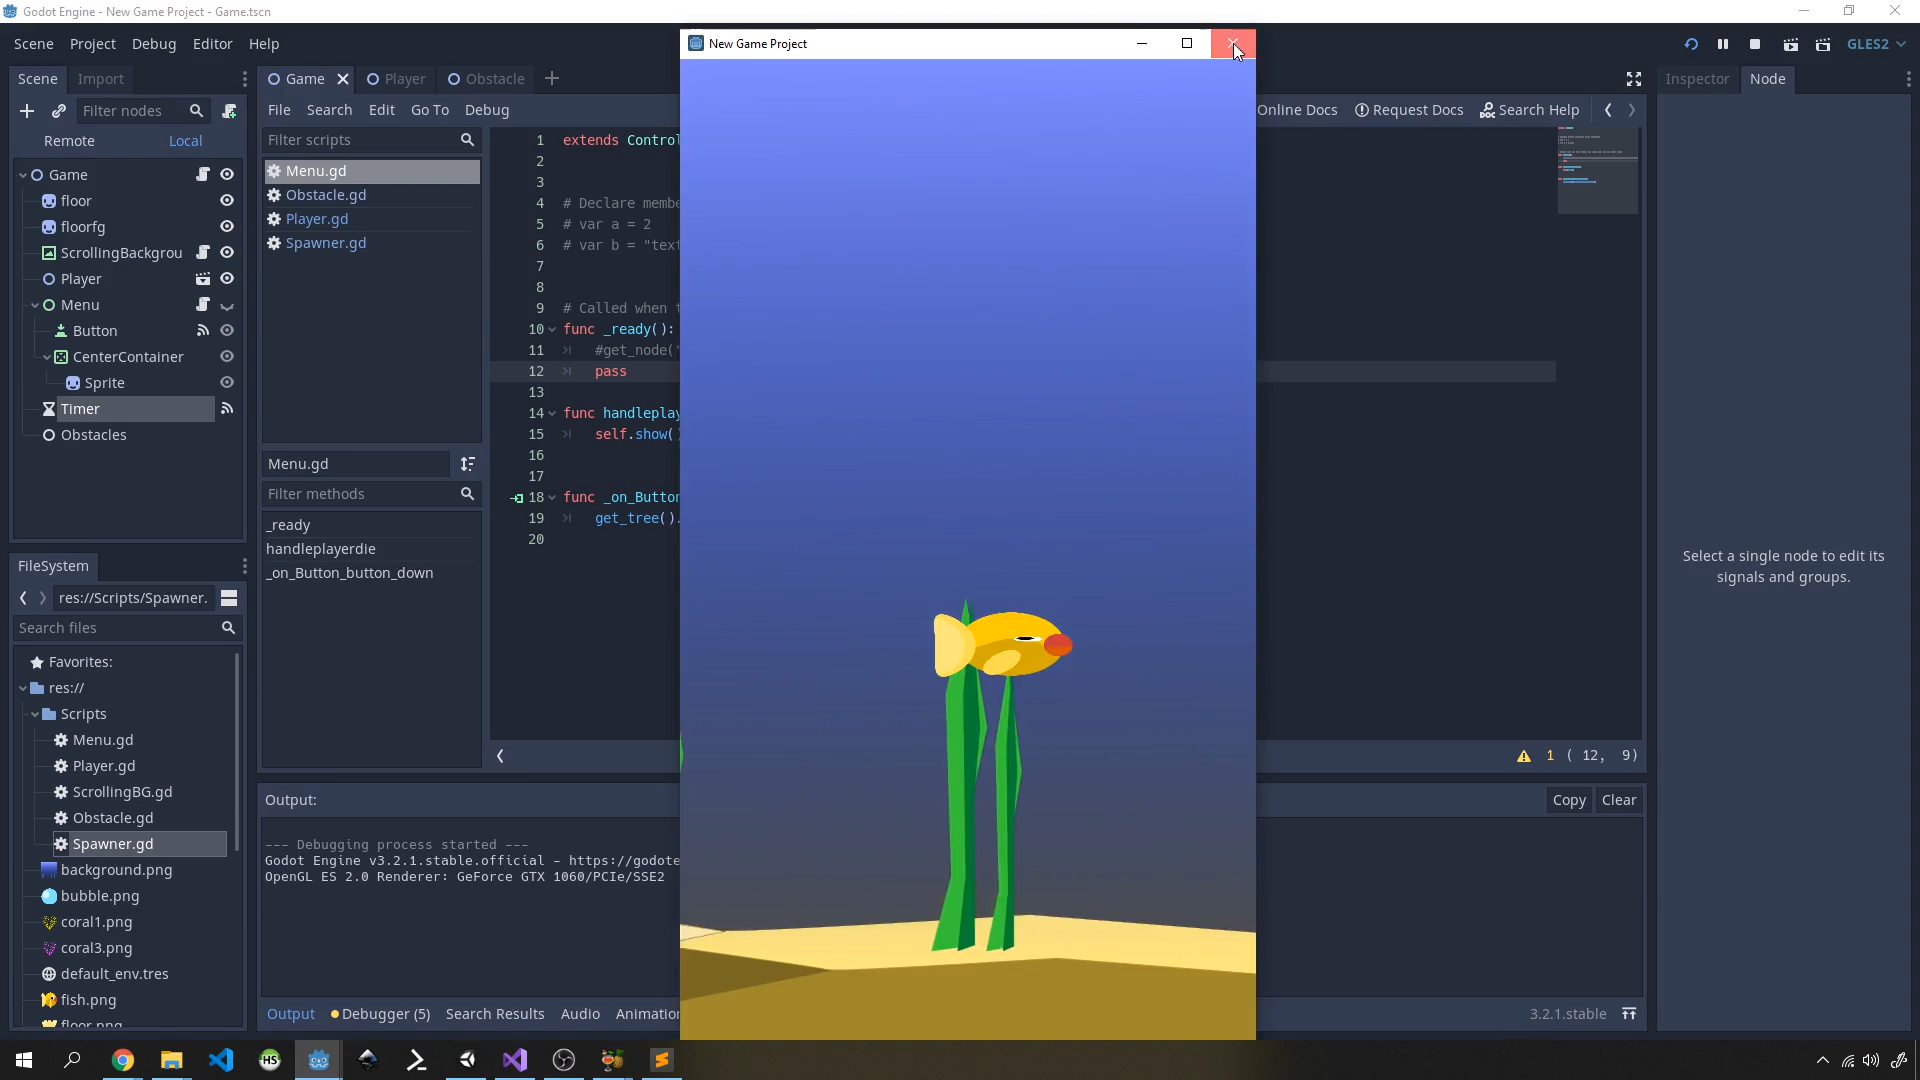 Godot Engine - New Game Project - Game.tscn
Scene Project Debug Editor Help
GLES2
New Game Project
Scene Import
Game Player Obstacle
Inspector Node
Filter nodes
File Search Edit Go To Debug
Online Docs Request Docs Search Help
Remote Local
Filter scripts
Game
floor
floorfg
ScrollingBackgrou
Player
Menu
Button
CenterContainer
Sprite
Timer
Obstacles
Menu.gd
Obstacle.gd
Player.gd
Spawner.gd
Menu.gd
Filter methods
_ready
handleplayerdie
_on_Button_button_down
1 extends Control
2
3
4 # Declare membe
5 # var a = 2
6 # var b = "text
7
8
9 # Called when t
10 func _ready():
11 #get_node("
12 pass
13
14 func handleplay
15 self.show(
16
17
18 func _on_Button
19 get_tree().
20
1 ( 12, 9)
Select a single node to edit its
signals and groups.
FileSystem
res://Scripts/Spawner.
Search files
Favorites:
res://
Scripts
Menu.gd
Player.gd
ScrollingBG.gd
Obstacle.gd
Spawner.gd
background.png
bubble.png
coral1.png
coral3.png
default_env.tres
fish.png
floor.png
Output:
Copy Clear
--- Debugging process started ---
Godot Engine v3.2.1.stable.official - https://godote
OpenGL ES 2.0 Renderer: GeForce GTX 1060/PCIe/SSE2
Output Debugger (5) Search Results Audio Animation
3.2.1.stable
HS